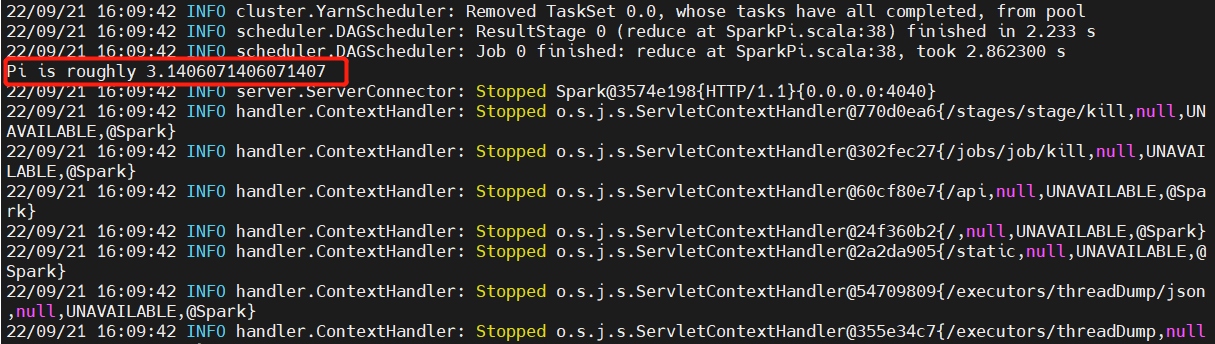 22/09/21 16:09:42 INFO cluster.YarnScheduler: Removed TaskSet 0.0, whose tasks have all completed, from pool
22/09/21 16:09:42 INFO scheduler.DAGScheduler: ResultStage 0 (reduce at SparkPi.scala:38) finished in 2.233 s
22/09/21 16:09:42 INFO scheduler.DAGScheduler: Job 0 finished: reduce at SparkPi.scala:38, took 2.862300 s
Pi is roughly 3.1406071406071407
22/09/21 16:09:42 INFO server.ServerConnector: Stopped Spark@3574e198{HTTP/1.1}{0.0.0.0:4040}
22/09/21 16:09:42 INFO handler.ContextHandler: Stopped o.s.j.s.ServletContextHandler@770d0ea6{/stages/stage/kill,null,UN
AVAILABLE,@Spark}
22/09/21 16:09:42 INFO handler.ContextHandler: Stopped o.s.j.s.ServletContextHandler@302fec27{/jobs/job/kill,null,UNAVAI
LABLE,@Spark}
22/09/21 16:09:42 INFO handler.ContextHandler: Stopped o.s.j.s.ServletContextHandler@60cf80e7{/api,null,UNAVAILABLE,@Spa
rk}
22/09/21 16:09:42 INFO handler.ContextHandler: Stopped o.s.j.s.ServletContextHandler@24f360b2{/,null,UNAVAILABLE,@Spark}
22/09/21 16:09:42 INFO handler.ContextHandler: Stopped o.s.j.s.ServletContextHandler@2a2da905{/static,null,UNAVAILABLE,@
Spark}
22/09/21 16:09:42 INFO handler.ContextHandler: Stopped o.s.j.s.ServletContextHandler@54709809{/executors/threadDump/json
,null,UNAVAILABLE,@Spark}
22/09/21 16:09:42 INFO handler.ContextHandler: Stopped o.s.j.s.ServletContextHandler@355e34c7{/executors/threadDump,null